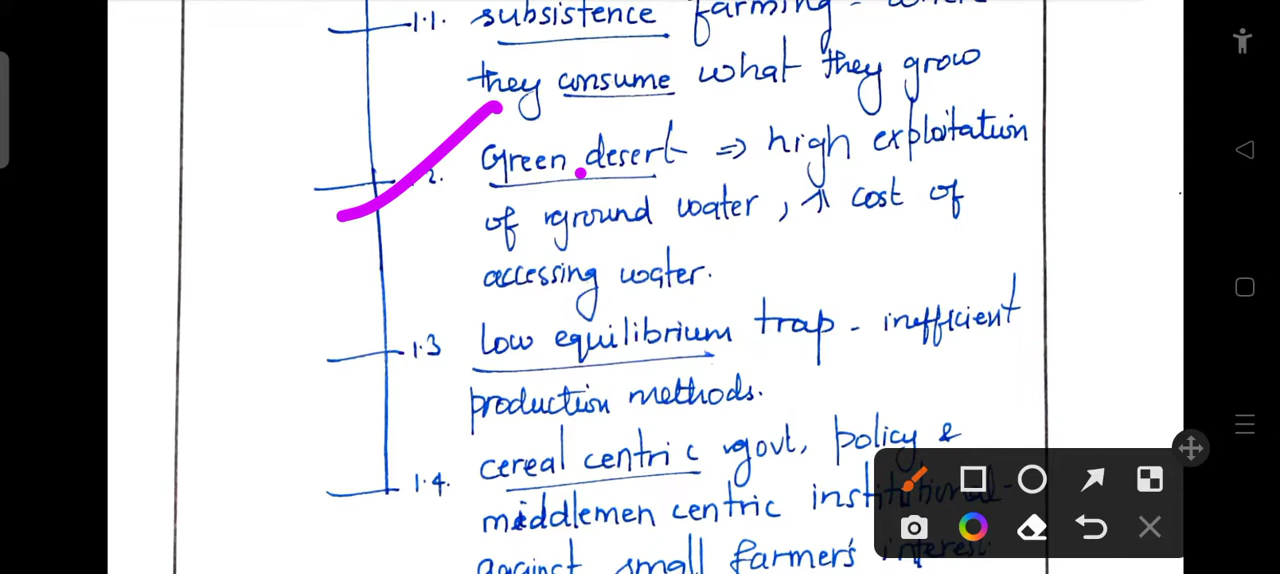 1.1. subsistence farming - where
they consume what they grow
2. Green desert ⇒ high exploitation
of ground water, ↑ cost of
accessing water.
1.3 Low equilibrium trap - inefficient
production methods.
1.4. cereal centric govt. policy &
middlemen centric institutional -
against small farmer's interest.